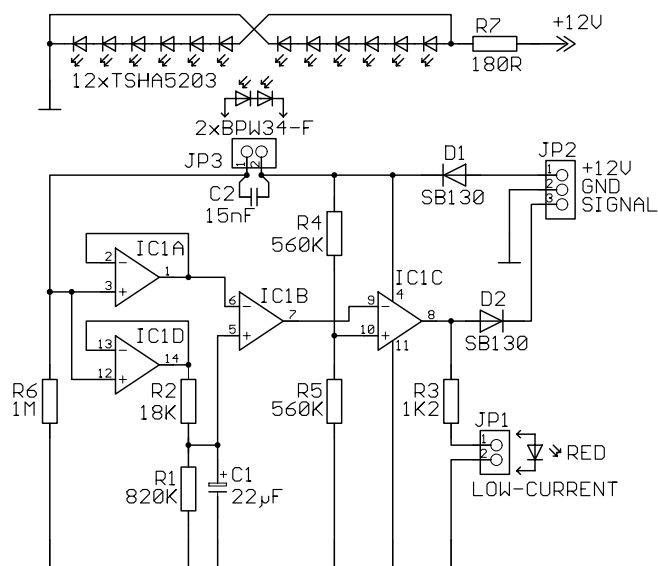 R7
+12V
180R
12xTSHA5203
2xBPW34-F
JP3
1
2
C2
15nF
D1
SB130
JP2
1
2
3
+12V
GND
SIGNAL
R4
560K
IC1A
2
3
1
-
+
IC1B
6
5
7
-
+
IC1C
4
9
10
8
11
-
+
D2
SB130
IC1D
13
12
14
-
+
R6
1M
R2
18K
R5
560K
R3
1K2
JP1
1
2
RED
LOW-CURRENT
R1
820K
+
C1
22µF